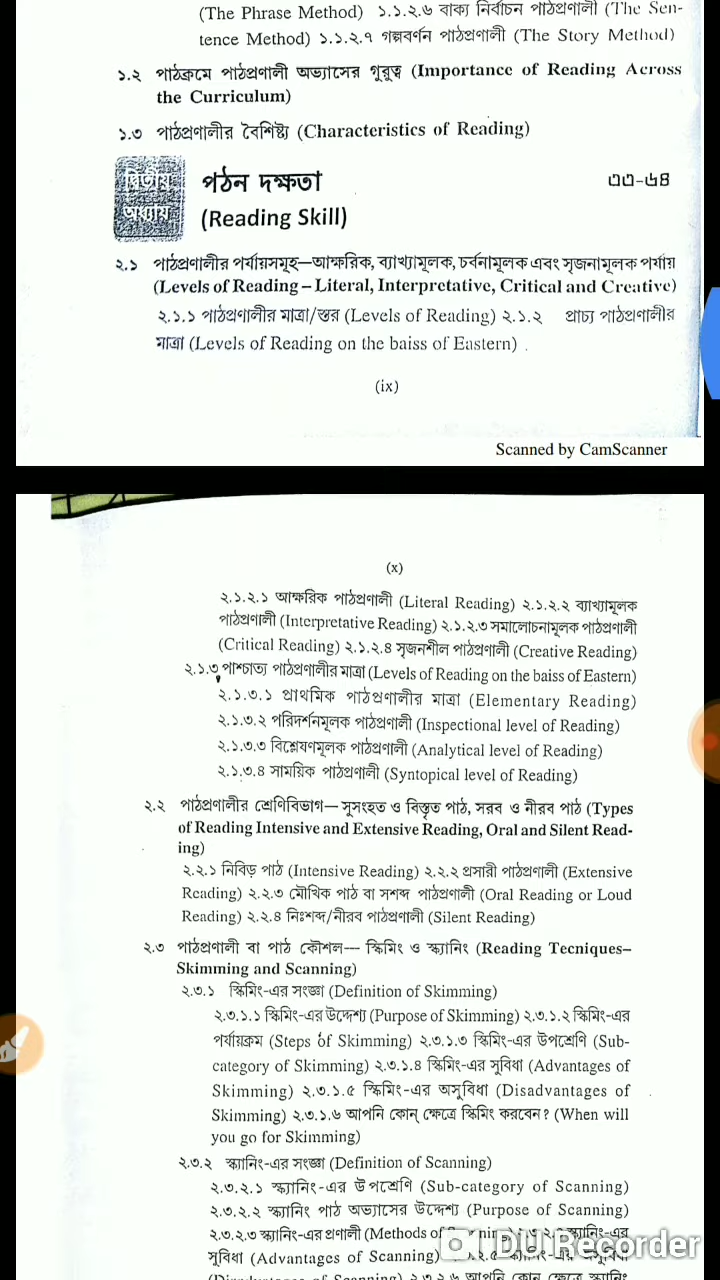 (The Phrase Method) ১.১.২.৬ বাক্য নির্বাচন পাঠপ্রণালী (The Sen-
tence Method) ১.১.২.৭ গল্পবর্ণন পাঠপ্রণালী (The Story Method)
১.২ পাঠক্রমে পাঠপ্রণালী অভ্যাসের গুরুত্ব (Importance of Reading Across
the Curriculum)
১.৩ পাঠপ্রণালীর বৈশিষ্ট্য (Characteristics of Reading)
দ্বিতীয় অধ্যায়
পঠন দক্ষতা ৩৩-৬৪
(Reading Skill)
২.১ পাঠপ্রণালীর পর্যায়সমূহ—আক্ষরিক, ব্যাখ্যামূলক, চর্বনামূলক এবং সৃজনামূলক পর্যায়
(Levels of Reading – Literal, Interpretative, Critical and Creative)
২.১.১ পাঠপ্রণালীর মাত্রা/স্তর (Levels of Reading) ২.১.২ প্রাচ্য পাঠপ্রণালীর
মাত্রা (Levels of Reading on the baiss of Eastern) .
(ix)
Scanned by CamScanner
(x)
২.১.২.১ আক্ষরিক পাঠপ্রণালী (Literal Reading) ২.১.২.২ ব্যাখ্যামূলক
পাঠপ্রণালী (Interpretative Reading) ২.১.২.৩ সমালোচনামূলক পাঠপ্রণালী
(Critical Reading) ২.১.২.৪ সৃজনশীল পাঠপ্রণালী (Creative Reading)
২.১.৩ পাশ্চাত্য পাঠপ্রণালীর মাত্রা (Levels of Reading on the baiss of Eastern)
২.১.৩.১ প্রাথমিক পাঠপ্রণালীর মাত্রা (Elementary Reading)
২.১.৩.২ পরিদর্শনমূলক পাঠপ্রণালী (Inspectional level of Reading)
২.১.৩.৩ বিশ্লেষণমূলক পাঠপ্রণালী (Analytical level of Reading)
২.১.৩.৪ সাময়িক পাঠপ্রণালী (Syntopical level of Reading)
২.২ পাঠপ্রণালীর শ্রেণিবিভাগ— সুসংহত ও বিস্তৃত পাঠ, সরব ও নীরব পাঠ (Types
of Reading Intensive and Extensive Reading, Oral and Silent Read-
ing)
২.২.১ নিবিড় পাঠ (Intensive Reading) ২.২.২ প্রসারী পাঠপ্রণালী (Extensive
Reading) ২.২.৩ মৌখিক পাঠ বা সশব্দ পাঠপ্রণালী (Oral Reading or Loud
Reading) ২.২.৪ নিঃশব্দ/নীরব পাঠপ্রণালী (Silent Reading)
২.৩ পাঠপ্রণালী বা পাঠ কৌশল— স্কিমিং ও স্ক্যানিং (Reading Tecniques–
Skimming and Scanning)
২.৩.১ স্কিমিং-এর সংজ্ঞা (Definition of Skimming)
২.৩.১.১ স্কিমিং-এর উদ্দেশ্য (Purpose of Skimming) ২.৩.১.২ স্কিমিং-এর
পর্যায়ক্রম (Steps of Skimming) ২.৩.১.৩ স্কিমিং-এর উপশ্রেণি (Sub-
category of Skimming) ২.৩.১.৪ স্কিমিং-এর সুবিধা (Advantages of
Skimming) ২.৩.১.৫ স্কিমিং-এর অসুবিধা (Disadvantages of
Skimming) ২.৩.১.৬ আপনি কোন্ ক্ষেত্রে স্কিমিং করবেন? (When will
you go for Skimming)
২.৩.২ স্ক্যানিং-এর সংজ্ঞা (Definition of Scanning)
২.৩.২.১ স্ক্যানিং-এর উপশ্রেণি (Sub-category of Scanning)
২.৩.২.২ স্ক্যানিং পাঠ অভ্যাসের উদ্দেশ্য (Purpose of Scanning)
২.৩.২.৩ স্ক্যানিং-এর প্রণালী (Methods of স্ক্যানিং-এর
সুবিধা (Advantages of Scanning) স্ক্যানিং-এর অসুবিধা
DU Recorder
২.৩.২.৬ আপনি কোন ক্ষেত্রে স্ক্যানিং